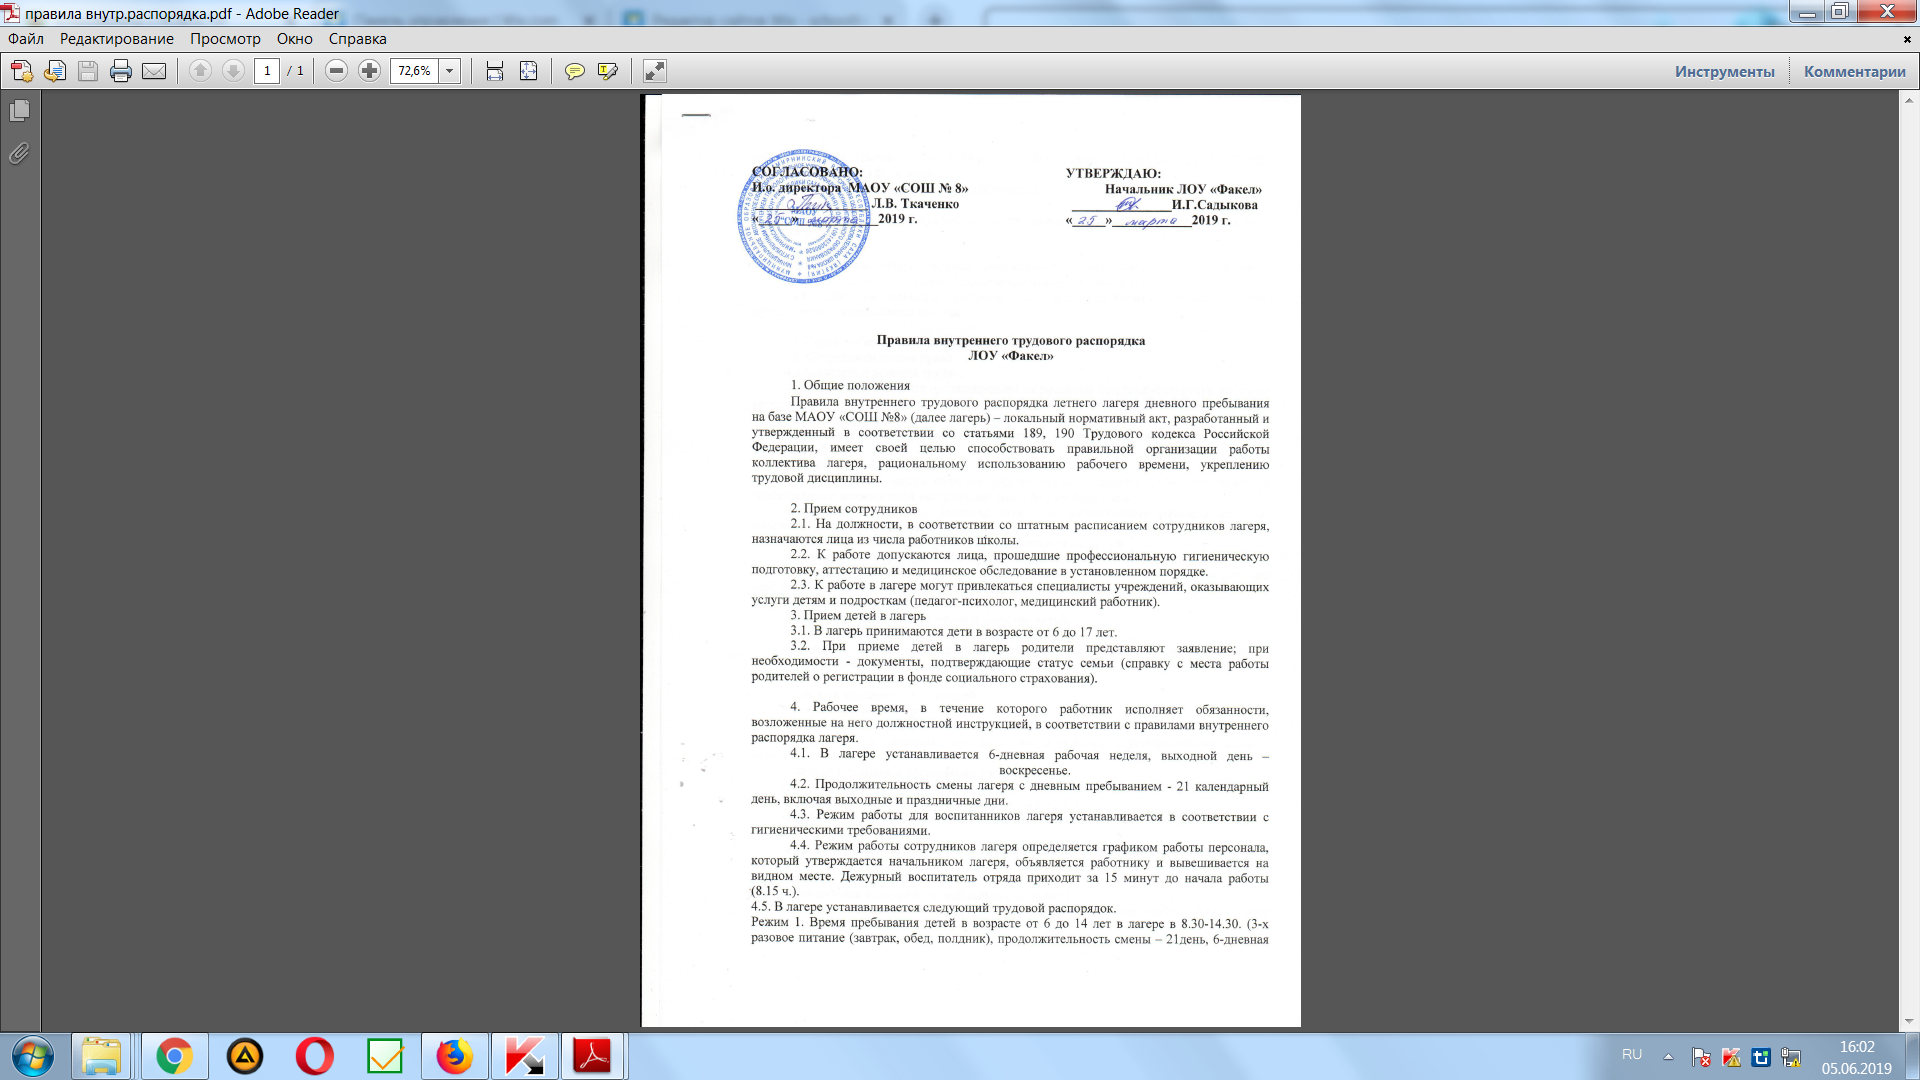 правила внутр.распорядка.pdf - Adobe Reader
Файл Редактирование Просмотр Окно Справка
1 / 1 72,6% Инструменты Комментарии
СОГЛАСОВАНО: УТВЕРЖДАЮ:
И.о. директора МАОУ «СОШ № 8» Начальник ЛОУ «Факел»
Л.В. Ткаченко И.Г.Садыкова
«25» марта 2019 г. «25» марта 2019 г.
Правила внутреннего трудового распорядка
ЛОУ «Факел»
1. Общие положения
Правила внутреннего трудового распорядка летнего лагеря дневного пребывания
на базе МАОУ «СОШ №8» (далее лагерь) – локальный нормативный акт, разработанный и
утвержденный в соответствии со статьями 189, 190 Трудового кодекса Российской
Федерации, имеет своей целью способствовать правильной организации работы
коллектива лагеря, рациональному использованию рабочего времени, укреплению
трудовой дисциплины.
2. Прием сотрудников
2.1. На должности, в соответствии со штатным расписанием сотрудников лагеря,
назначаются лица из числа работников школы.
2.2. К работе допускаются лица, прошедшие профессиональную гигиеническую
подготовку, аттестацию и медицинское обследование в установленном порядке.
2.3. К работе в лагере могут привлекаться специалисты учреждений, оказывающих
услуги детям и подросткам (педагог-психолог, медицинский работник).
3. Прием детей в лагерь
3.1. В лагерь принимаются дети в возрасте от 6 до 17 лет.
3.2. При приеме детей в лагерь родители представляют заявление; при
необходимости - документы, подтверждающие статус семьи (справку с места работы
родителей о регистрации в фонде социального страхования).
4. Рабочее время, в течение которого работник исполняет обязанности,
возложенные на него должностной инструкцией, в соответствии с правилами внутреннего
распорядка лагеря.
4.1. В лагере устанавливается 6-дневная рабочая неделя, выходной день –
воскресенье.
4.2. Продолжительность смены лагеря с дневным пребыванием - 21 календарный
день, включая выходные и праздничные дни.
4.3. Режим работы для воспитанников лагеря устанавливается в соответствии с
гигиеническими требованиями.
4.4. Режим работы сотрудников лагеря определяется графиком работы персонала,
который утверждается начальником лагеря, объявляется работнику и вывешивается на
видном месте. Дежурный воспитатель отряда приходит за 15 минут до начала работы
(8.15 ч.).
4.5. В лагере устанавливается следующий трудовой распорядок.
Режим 1. Время пребывания детей в возрасте от 6 до 14 лет в лагере в 8.30-14.30. (3-х
разовое питание (завтрак, обед, полдник), продолжительность смены – 21день, 6-дневная
RU 16:02
05.06.2019